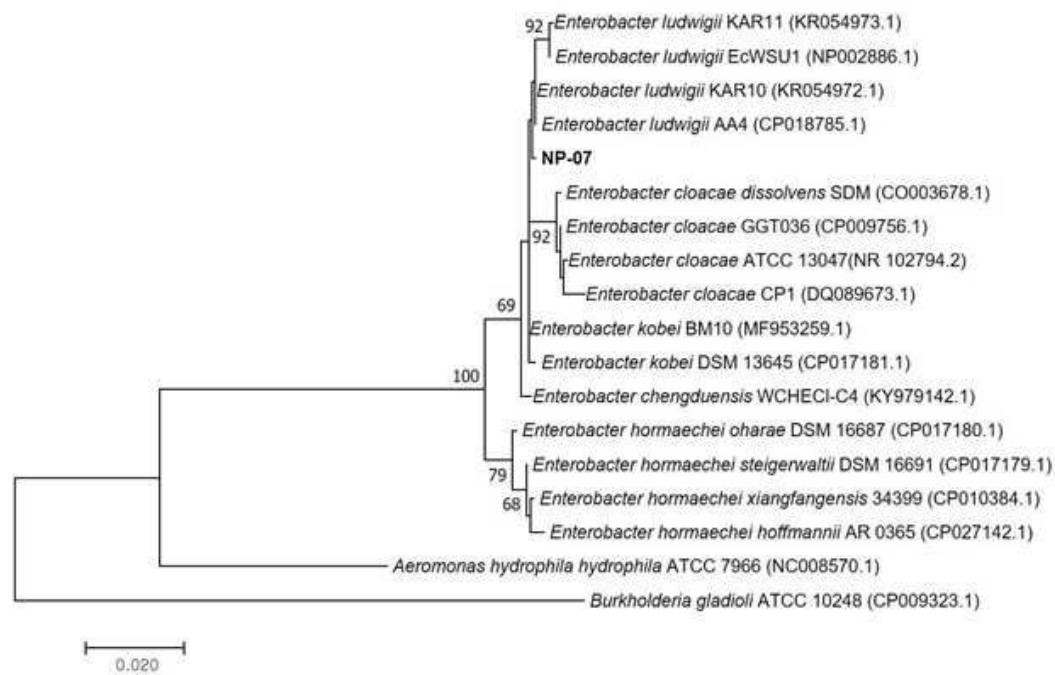 92
Enterobacter ludwigii KAR11 (KR054973.1)
Enterobacter ludwigii EcWSU1 (NP002886.1)
Enterobacter ludwigii KAR10 (KR054972.1)
Enterobacter ludwigii AA4 (CP018785.1)
NP-07
Enterobacter cloacae dissolvens SDM (CO003678.1)
Enterobacter cloacae GGT036 (CP009756.1)
92
Enterobacter cloacae ATCC 13047(NR 102794.2)
Enterobacter cloacae CP1 (DQ089673.1)
69
Enterobacter kobei BM10 (MF953259.1)
Enterobacter kobei DSM 13645 (CP017181.1)
100
Enterobacter chengduensis WCHECl-C4 (KY979142.1)
Enterobacter hormaechei oharae DSM 16687 (CP017180.1)
Enterobacter hormaechei steigerwaltii DSM 16691 (CP017179.1)
79
Enterobacter hormaechei xiangfangensis 34399 (CP010384.1)
68
Enterobacter hormaechei hoffmannii AR 0365 (CP027142.1)
Aeromonas hydrophila hydrophila ATCC 7966 (NC008570.1)
Burkholderia gladioli ATCC 10248 (CP009323.1)
0.020